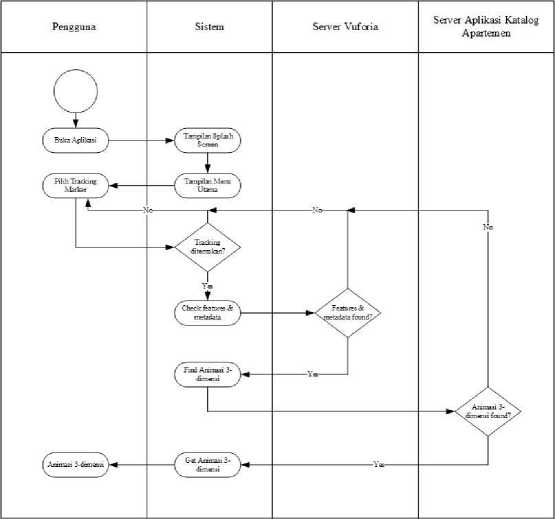 Pengguna
Sistem
Server Vuforia
Server Aplikasi Katalog
Apartemen
Buka Aplikasi
Tampilan Splash
Screen
Pilih Tracking
Marker
Tampilan Menu
Utama
No
No
No
Tracking
ditemukan?
Yes
Check features &
metadata
Features &
metadata found?
Find Animasi 3-
dimensi
Yes
Animasi 3-
dimensi found?
Animasi 3-dimensi
Get Animasi 3-
dimensi
Yes